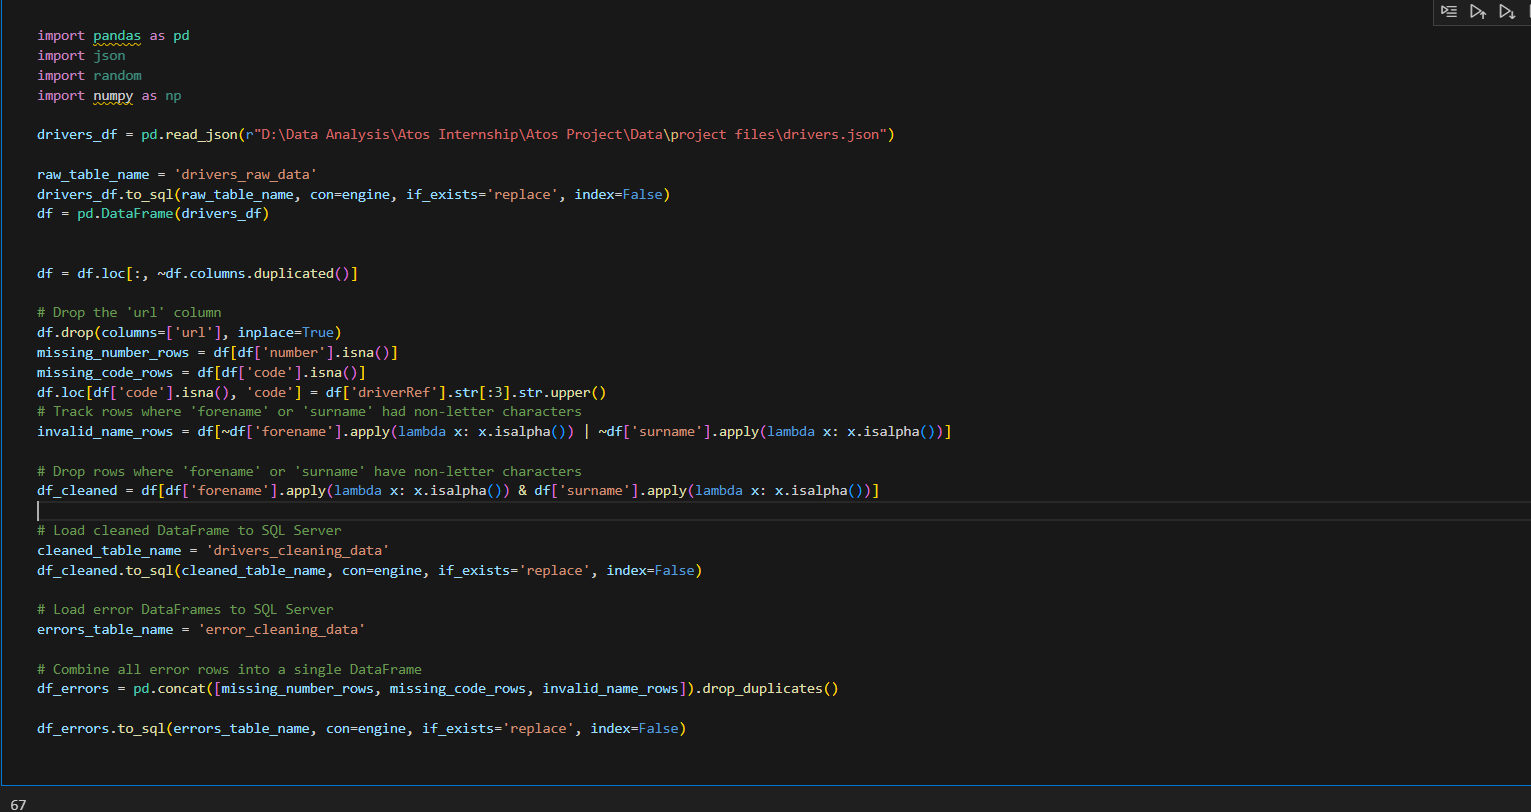 import pandas as pd
import json
import random
import numpy as np
drivers_df = pd.read_json(r"D:\Data Analysis\Atos Internship\Atos Project\Data\project files\drivers.json")
raw_table_name = 'drivers_raw_data'
drivers_df.to_sql(raw_table_name, con=engine, if_exists='replace', index=False)
df = pd.DataFrame(drivers_df)
df = df.loc[:, ~df.columns.duplicated()]
# Drop the 'url' column
df.drop(columns=['url'], inplace=True)
missing_number_rows = df[df['number'].isna()]
missing_code_rows = df[df['code'].isna()]
df.loc[df['code'].isna(), 'code'] = df['driverRef'].str[:3].str.upper()
# Track rows where 'forename' or 'surname' had non-letter characters
invalid_name_rows = df[~df['forename'].apply(lambda x: x.isalpha()) | ~df['surname'].apply(lambda x: x.isalpha())]
# Drop rows where 'forename' or 'surname' have non-letter characters
df_cleaned = df[df['forename'].apply(lambda x: x.isalpha()) & df['surname'].apply(lambda x: x.isalpha())]
# Load cleaned DataFrame to SQL Server
cleaned_table_name = 'drivers_cleaning_data'
df_cleaned.to_sql(cleaned_table_name, con=engine, if_exists='replace', index=False)
# Load error DataFrames to SQL Server
errors_table_name = 'error_cleaning_data'
# Combine all error rows into a single DataFrame
df_errors = pd.concat([missing_number_rows, missing_code_rows, invalid_name_rows]).drop_duplicates()
df_errors.to_sql(errors_table_name, con=engine, if_exists='replace', index=False)
67